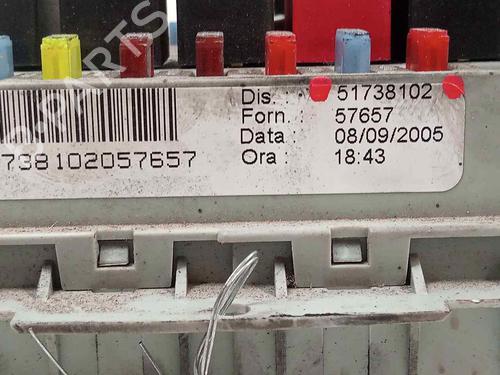 Dis. : 51738102
Forn. : 57657
Data : 08/09/2005
Ora : 18:43
738102057657